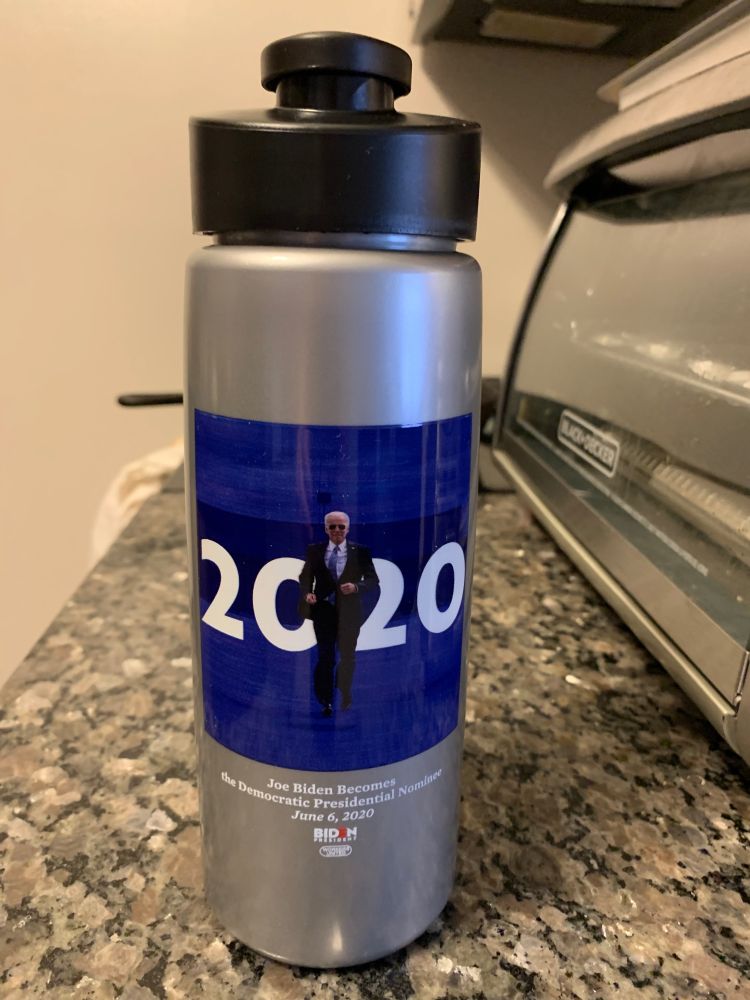 2020
Joe Biden Becomes
the Democratic Presidential Nominee
June 6, 2020
BIDEN
PRESIDENT
BLACK+DECKER